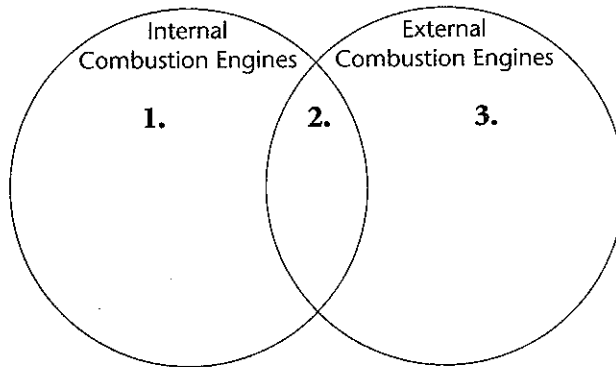 Internal
Combustion Engines
External
Combustion Engines
1.
2.
3.